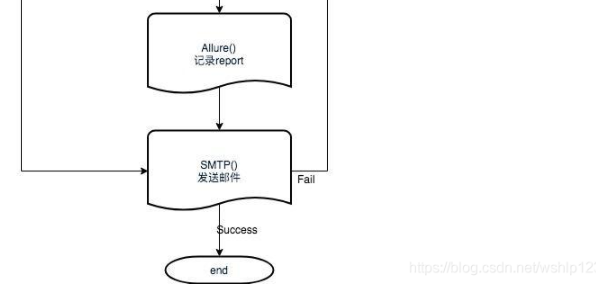 Allure()
记录report
SMTP()
发送邮件
Fail
Success
end
https://blog.csdn.net/wship123